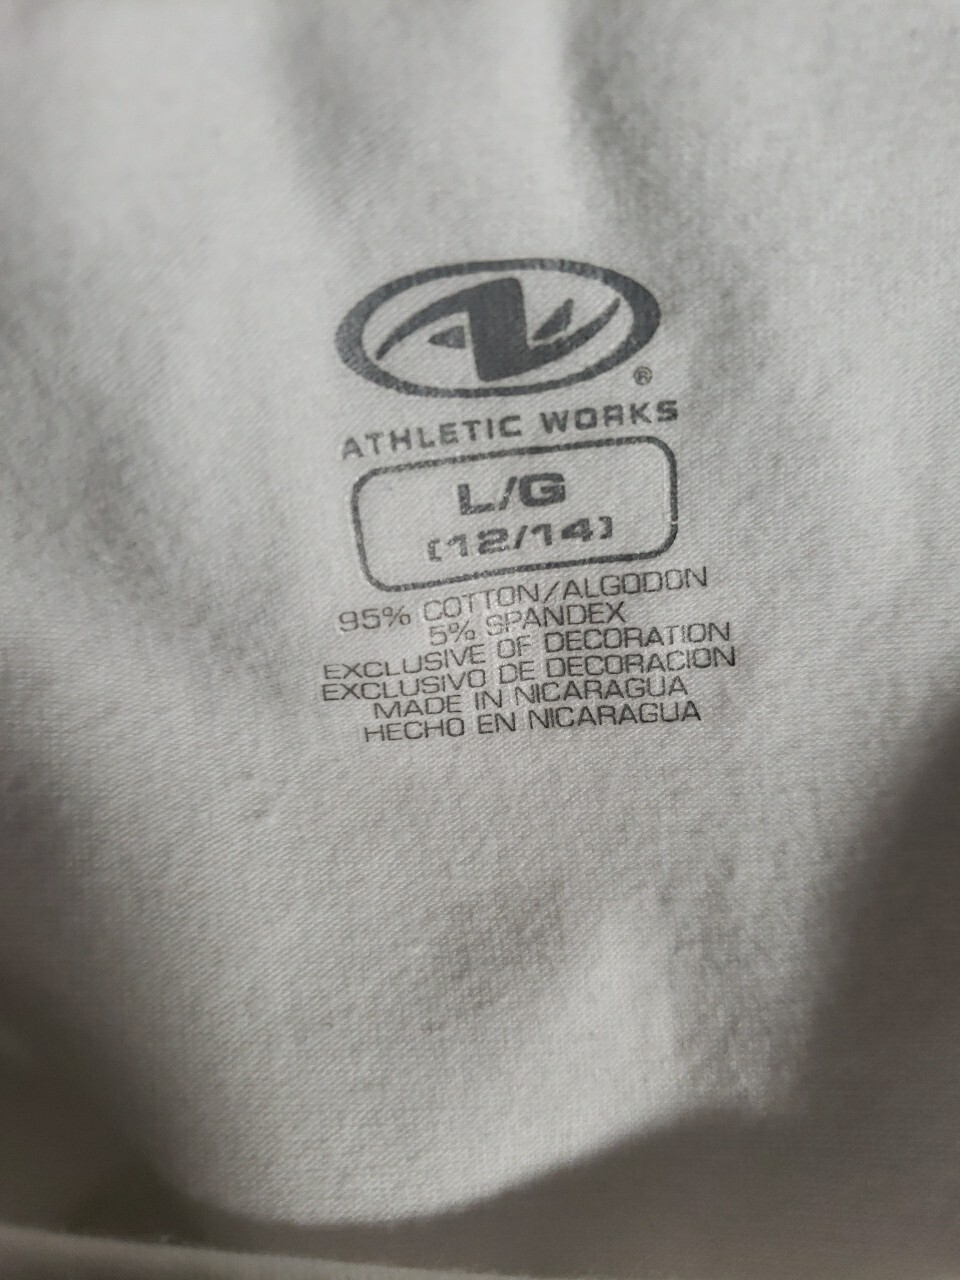 AW
®
ATHLETIC WORKS
L/G
[12/14]
95% COTTON/ALGODON
5% SPANDEX
EXCLUSIVE OF DECORATION
EXCLUSIVO DE DECORACION
MADE IN NICARAGUA
HECHO EN NICARAGUA